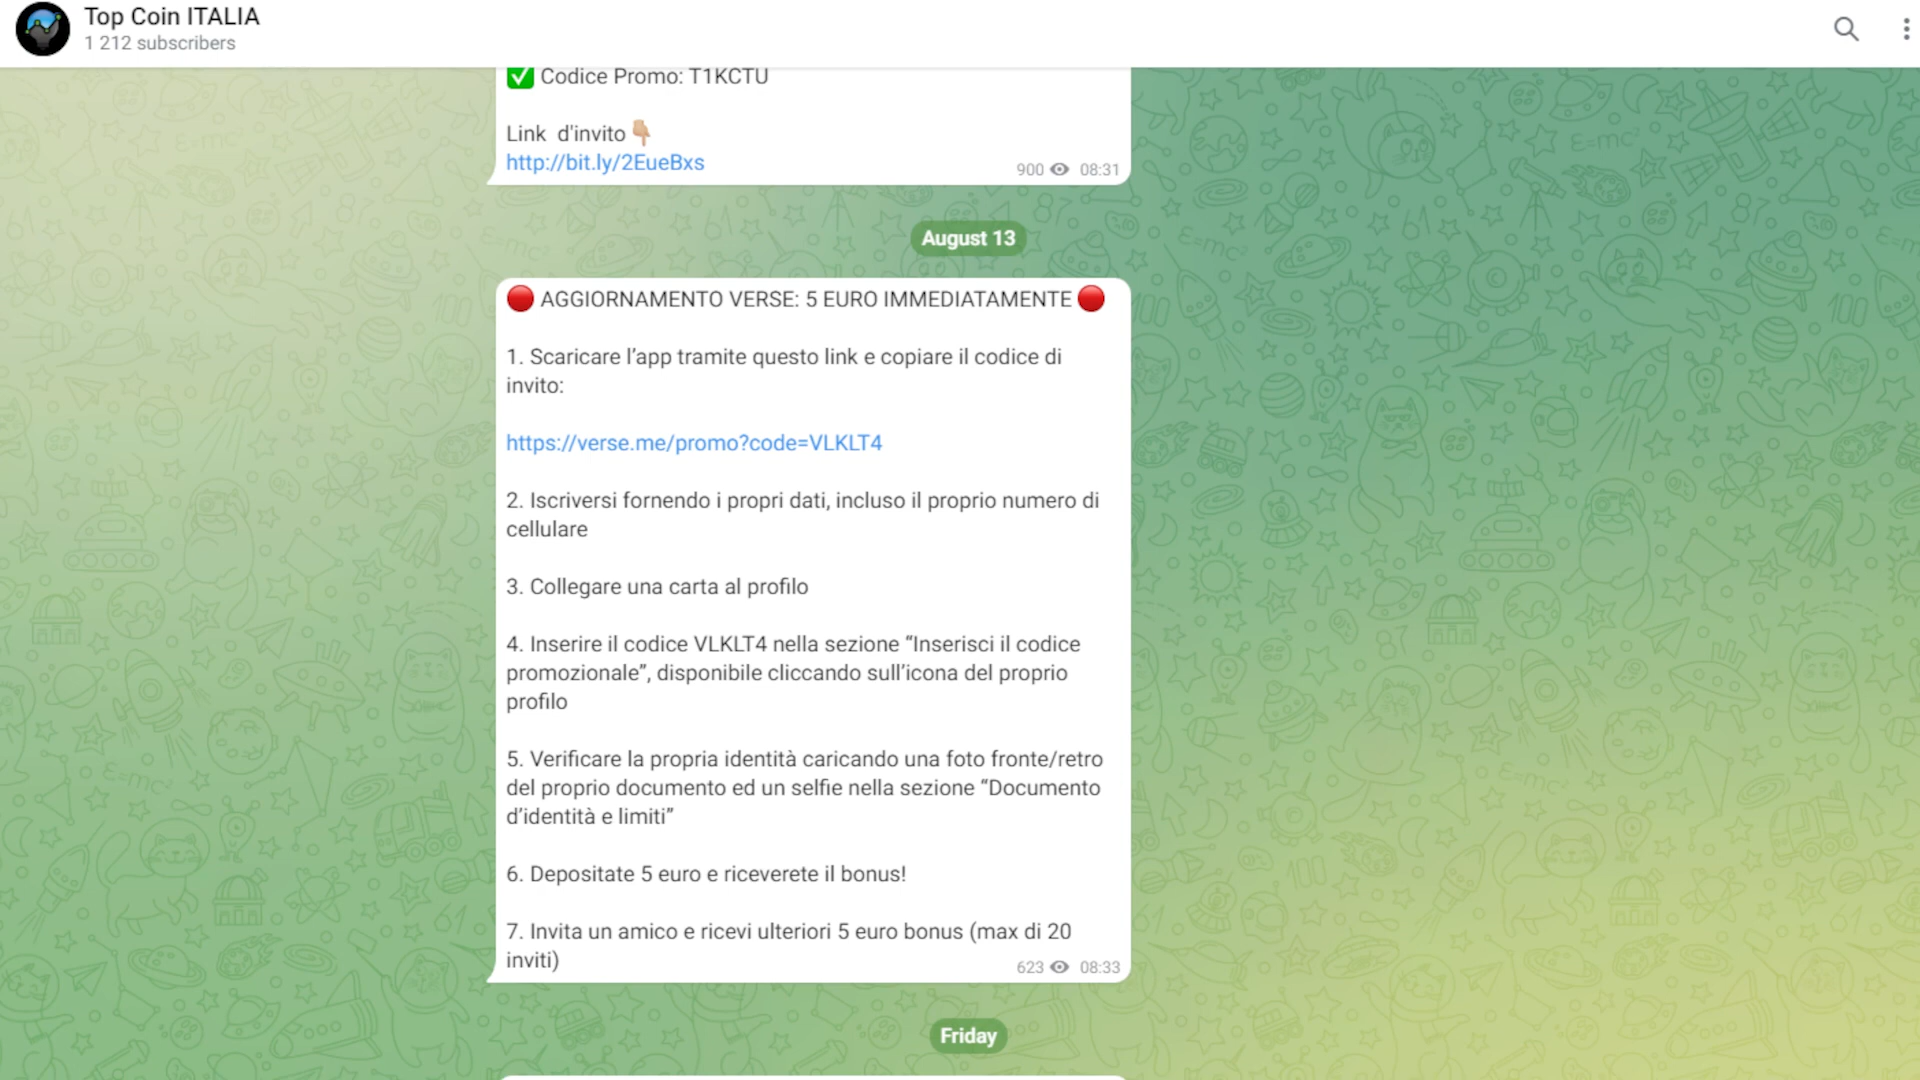 Top Coin ITALIA
1 212 subscribers
✅ Codice Promo: T1KCTU
Link d'invito👇🏼
http://bit.ly/2EueBxs
900 08:31
August 13
🔴 AGGIORNAMENTO VERSE: 5 EURO IMMEDIATAMENTE🔴
1. Scaricare l’app tramite questo link e copiare il codice di
invito:
https://verse.me/promo?code=VLKLT4
2. Iscriversi fornendo i propri dati, incluso il proprio numero di
cellulare
3. Collegare una carta al profilo
4. Inserire il codice VLKLT4 nella sezione “Inserisci il codice
promozionale”, disponibile cliccando sull’icona del proprio
profilo
5. Verificare la propria identità caricando una foto fronte/retro
del proprio documento ed un selfie nella sezione “Documento
d’identità e limiti”
6. Depositate 5 euro e riceverete il bonus!
7. Invita un amico e ricevi ulteriori 5 euro bonus (max di 20
inviti)
623 08:33
Friday